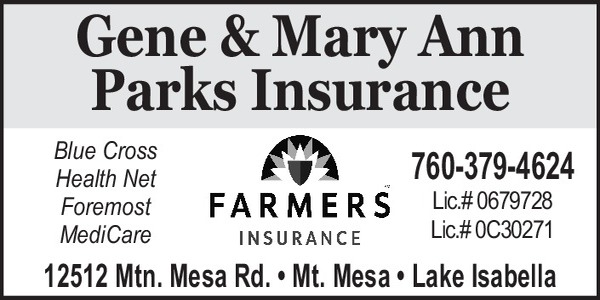 Gene & Mary Ann
Parks Insurance
Blue Cross
Health Net
Foremost
MediCare
FARMERS
INSURANCE
760-379-4624
Lic.# 0679728
Lic.# 0C30271
12512 Mtn. Mesa Rd. • Mt. Mesa • Lake Isabella